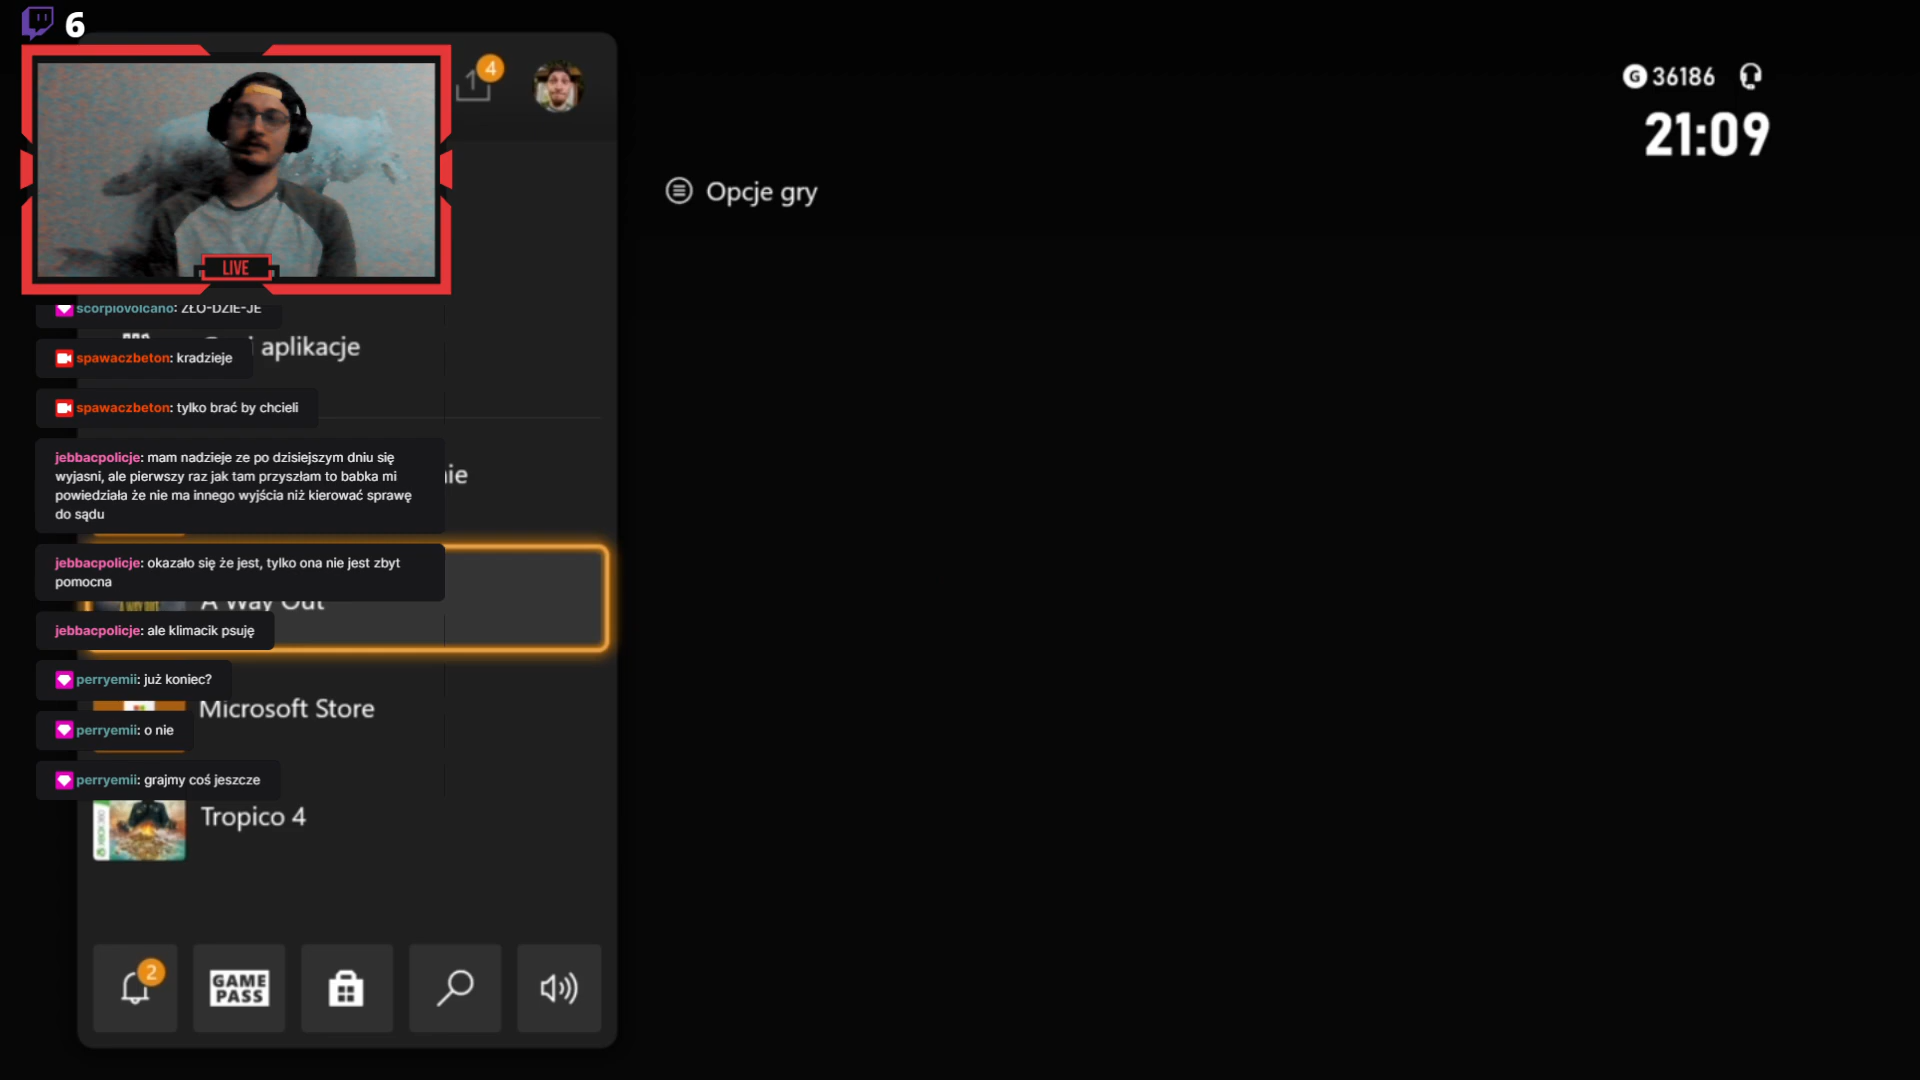 6
4
G 36186
21:09
Opcje gry
LIVE
scorpiovolcano: ZŁO-DZIE-JE
aplikacje
spawaczbeton: kradzieje
spawaczbeton: tylko brać by chcieli
jebbacpolicje: mam nadzieje ze po dzisiejszym dniu się
wyjasni, ale pierwszy raz jak tam przyszłam to babka mi
powiedziała że nie ma innego wyjścia niż kierować sprawę
do sądu
jebbacpolicje: okazało się że jest, tylko ona nie jest zbyt
pomocna
A Way Out
jebbacpolicje: ale klimacik psuję
perryemii: już koniec?
Microsoft Store
perryemii: o nie
perryemii: grajmy coś jeszcze
Tropico 4
2
GAME
PASS